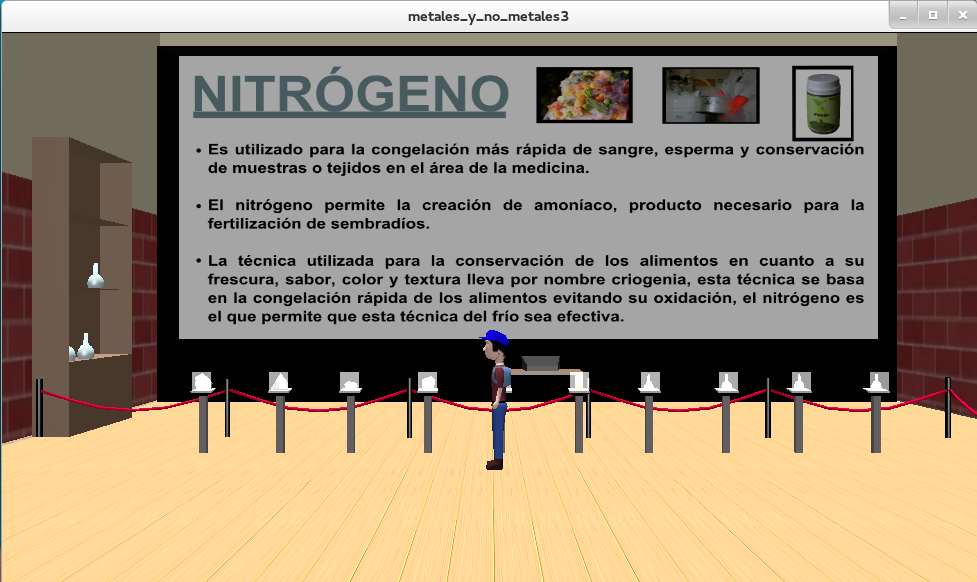 metales_y_no_metales3
NITRÓGENO
• Es utilizado para la congelación más rápida de sangre, esperma y conservación
de muestras o tejidos en el área de la medicina.
• El nitrógeno permite la creación de amoníaco, producto necesario para la
fertilización de sembradíos.
• La técnica utilizada para la conservación de los alimentos en cuanto a su
frescura, sabor, color y textura lleva por nombre criogenia, esta técnica se basa
en la congelación rápida de los alimentos evitando su oxidación, el nitrógeno es
el que permite que esta técnica del frío sea efectiva.